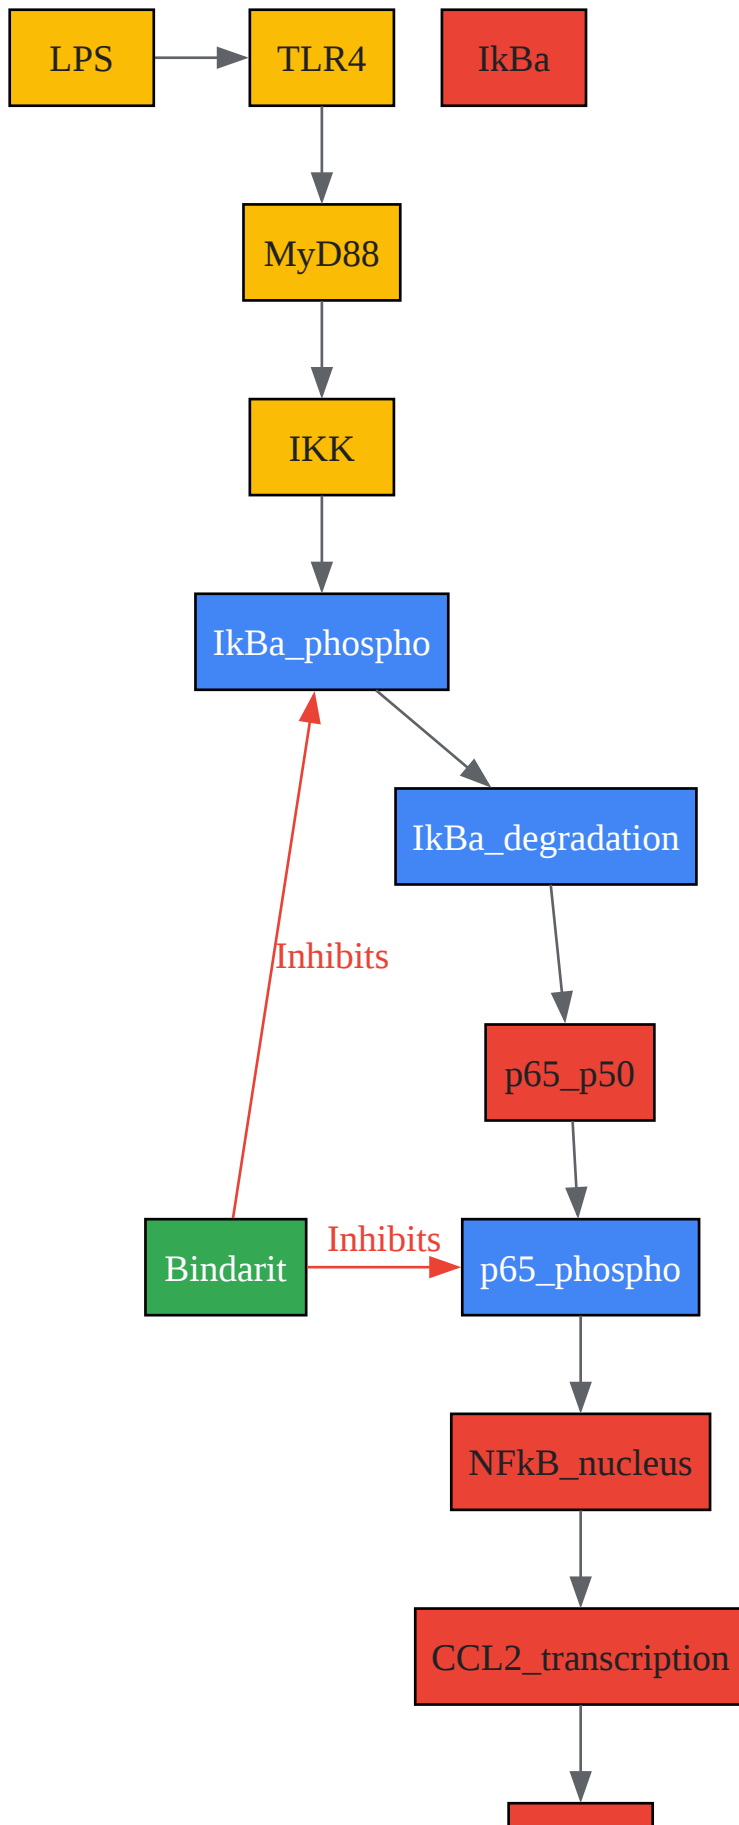 LPS
TLR4
IkBa
MyD88
IKK
IkBa_phospho
IkBa_degradation
Inhibits
p65_p50
Inhibits
Bindarit
p65_phospho
NFkB_nucleus
CCL2_transcription